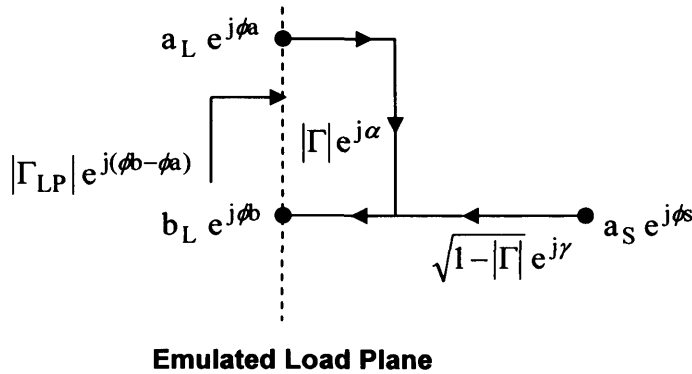 a_L e^{jϕa}
|Γ| e^{jα}
|Γ_LP| e^{j(ϕb−ϕa)}
b_L e^{jϕb}
a_S e^{jϕs}
√1−|Γ| e^{jγ}
Emulated Load Plane